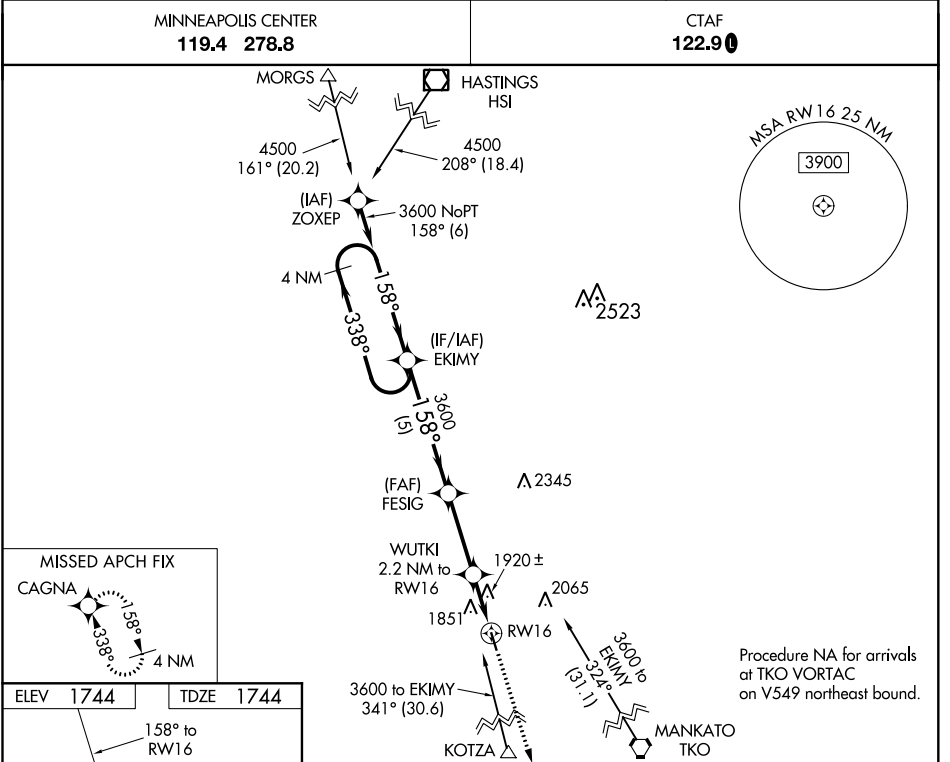 MINNEAPOLIS CENTER
119.4 278.8
CTAF
122.9 L
MORGS
HASTINGS
HSI
4500
161° (20.2)
4500
208° (18.4)
(IAF)
ZOXEP
3600 NoPT
158° (6)
MSA RW16 25 NM
3900
4 NM
158°
338°
(IF/IAF)
EKIMY
2523
3600
158°
(5)
(FAF)
FESIG
2345
WUTKI
2.2 NM to
RW16
1920 ±
1851
2065
RW16
MISSED APCH FIX
CAGNA
158°
338°
4 NM
3600 to
EKIMY
324°
(31.1)
Procedure NA for arrivals
at TKO VORTAC
on V549 northeast bound.
3600 to EKIMY
341° (30.6)
KOTZA
MANKATO
TKO
ELEV 1744
TDZE 1744
158° to
RW16